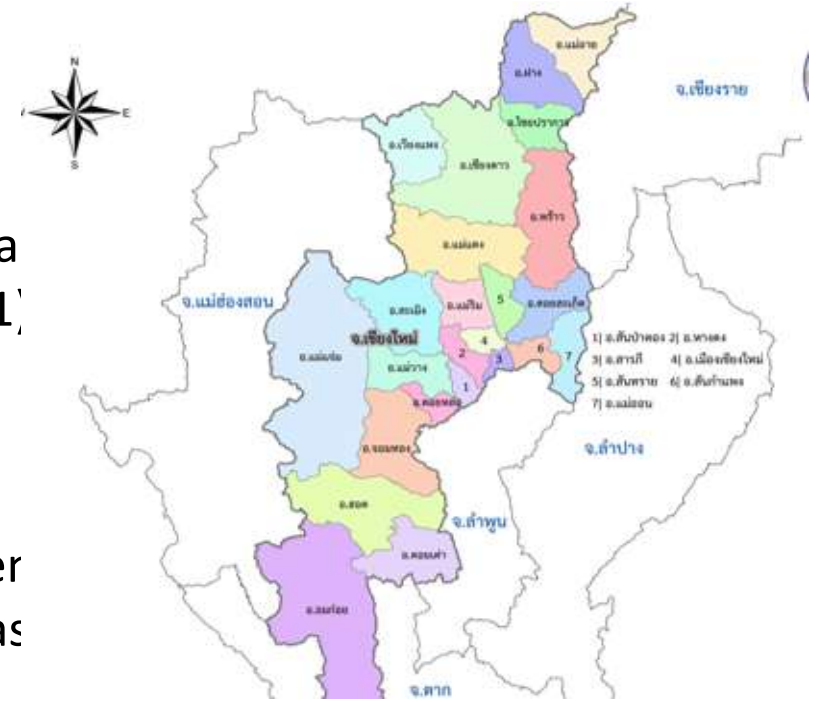 N
E
S
อ.แม่อาย
อ.ฝาง
จ.เชียงราย
อ.ไชยปราการ
อ.เวียงแหง
อ.เชียงดาว
อ.พร้าว
a
อ.แม่แตง
1)
จ.แม่ฮ่องสอน
อ.สะเมิง
อ.แม่ริม
5
อ.ดอยสะเก็ด
จ.เชียงใหม่
4
อ.แม่แจ่ม
2
3
6
7
1| อ.สันป่าตอง 2| อ.หางดง
3| อ.สารภี 4| อ.เมืองเชียงใหม่
5| อ.สันทราย 6| อ.สันกำแพง
7| อ.แม่ออน
อ.แม่วาง
1
อ.ดอยหล่อ
อ.จอมทอง
จ.ลำปาง
อ.ฮอด
จ.ลำพูน
อ.ดอยเต่า
er
อ.อมก๋อย
as
จ.ตาก